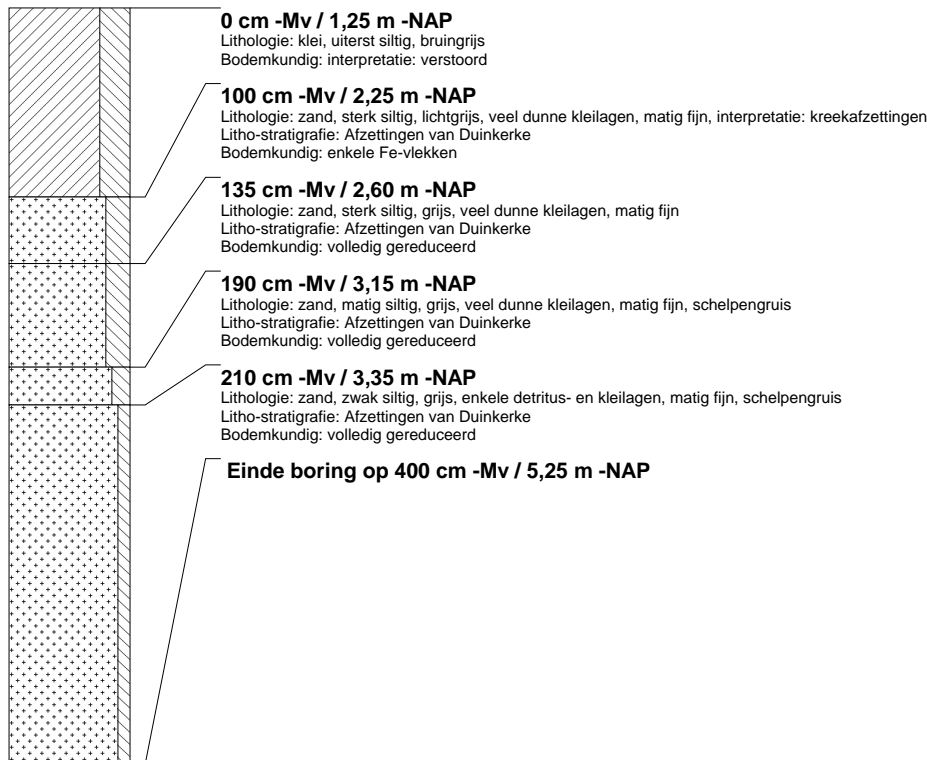 0 cm -Mv / 1,25 m -NAP
Lithologie: klei, uiterst siltig, bruingrijs
Bodemkundig: interpretatie: verstoord
100 cm -Mv / 2,25 m -NAP
Lithologie: zand, sterk siltig, lichtgrijs, veel dunne kleilagen, matig fijn, interpretatie: kreekafzettingen
Litho-stratigrafie: Afzettingen van Duinkerke
Bodemkundig: enkele Fe-vlekken
135 cm -Mv / 2,60 m -NAP
Lithologie: zand, sterk siltig, grijs, veel dunne kleilagen, matig fijn
Litho-stratigrafie: Afzettingen van Duinkerke
Bodemkundig: volledig gereduceerd
190 cm -Mv / 3,15 m -NAP
Lithologie: zand, matig siltig, grijs, veel dunne kleilagen, matig fijn, schelpengruis
Litho-stratigrafie: Afzettingen van Duinkerke
Bodemkundig: volledig gereduceerd
210 cm -Mv / 3,35 m -NAP
Lithologie: zand, zwak siltig, grijs, enkele detritus- en kleilagen, matig fijn, schelpengruis
Litho-stratigrafie: Afzettingen van Duinkerke
Bodemkundig: volledig gereduceerd
Einde boring op 400 cm -Mv / 5,25 m -NAP